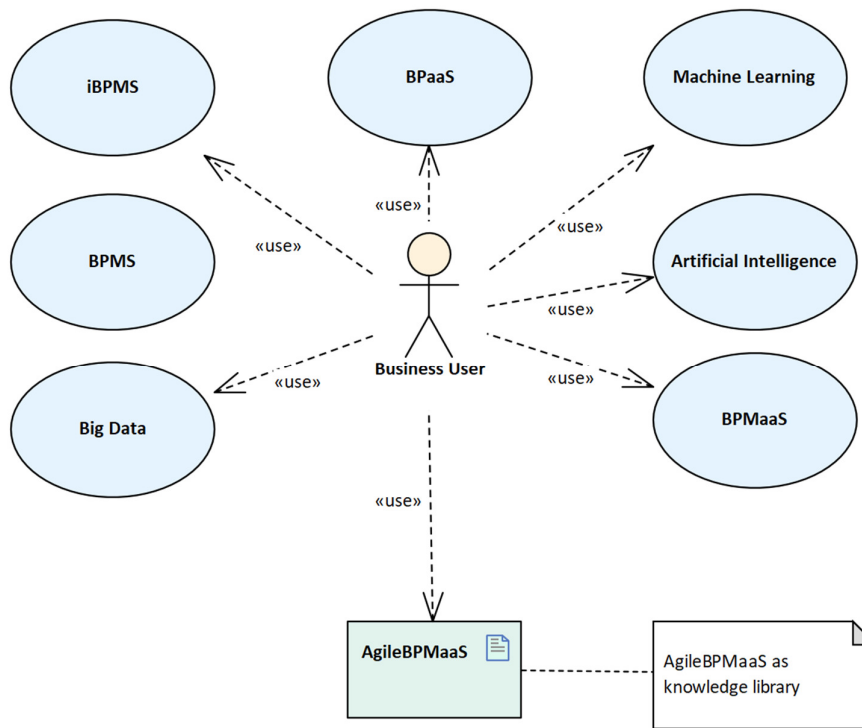 iBPMS
BPaaS
Machine Learning
«use»
«use»
«use»
BPMS
Artificial Intelligence
«use»
Business User
«use»
«use»
Big Data
BPMaaS
«use»
AgileBPMaaS
AgileBPMaaS as
knowledge library